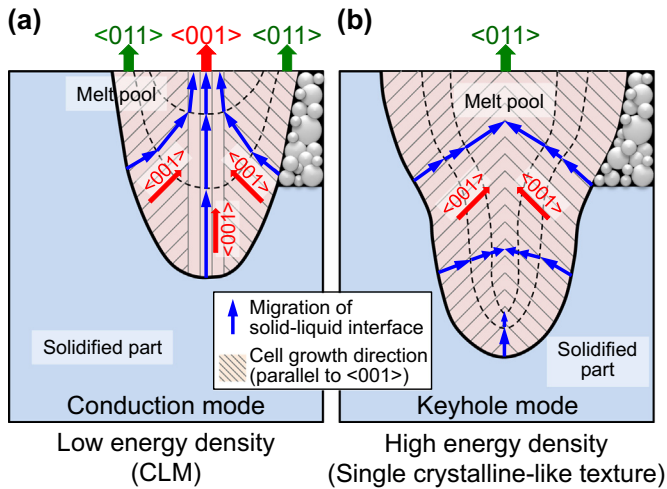 (a)
<011>
<001>
<011>
Melt pool
<001>
<001>
<001>
Solidified part
Conduction mode
Low energy density
(CLM)
Migration of
solid-liquid interface
Cell growth direction
(parallel to <001>)
(b)
<011>
Melt pool
<001>
<001>
Solidified
part
Keyhole mode
High energy density
(Single crystalline-like texture)